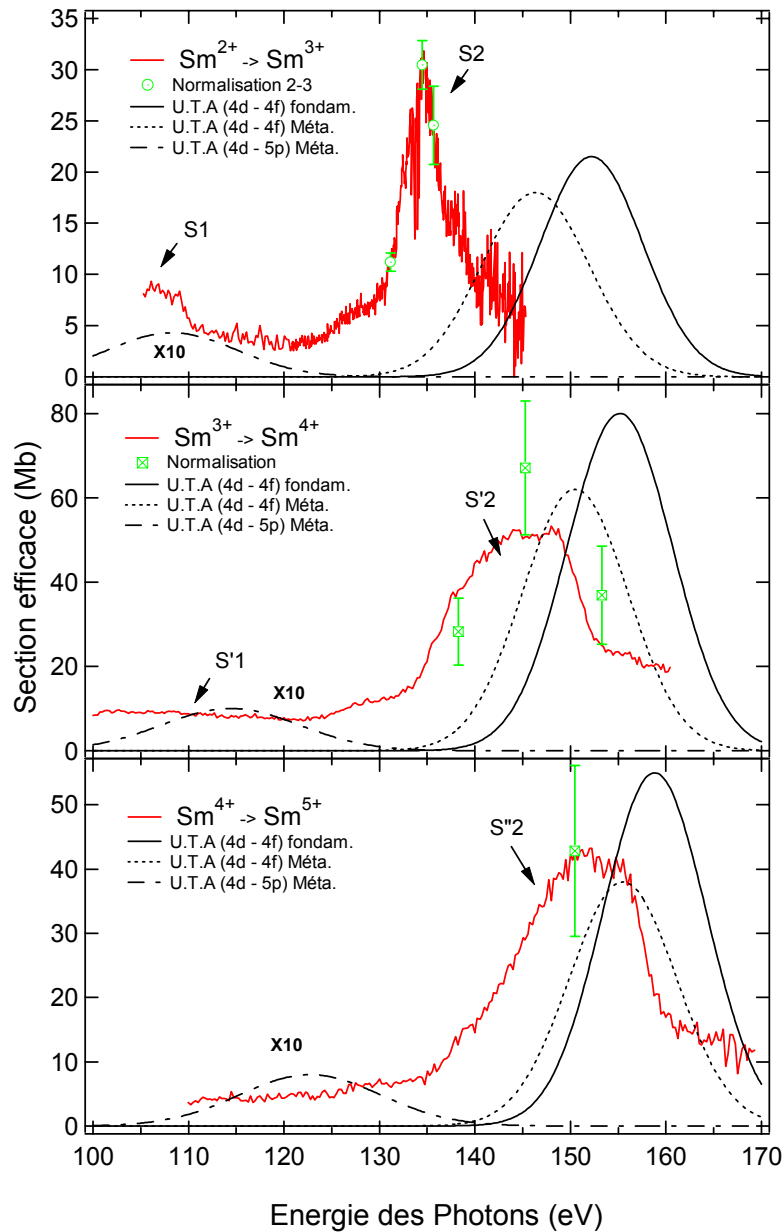 Section efficace (Mb)
35
30
25
20
15
10
5
0
Sm2+ -> Sm3+
Normalisation 2-3
U.T.A (4d - 4f) fondam.
U.T.A (4d - 4f) Méta.
U.T.A (4d - 5p) Méta.
S2
S1
X10
80
60
40
20
0
Sm3+ -> Sm4+
Normalisation
U.T.A (4d - 4f) fondam.
U.T.A (4d - 4f) Méta.
U.T.A (4d - 5p) Méta.
S'2
S'1
X10
50
40
30
20
10
0
Sm4+ -> Sm5+
U.T.A (4d - 4f) fondam.
U.T.A (4d - 4f) Méta.
U.T.A (4d - 5p) Méta.
S"2
X10
100 110 120 130 140 150 160 170
Energie des Photons (eV)